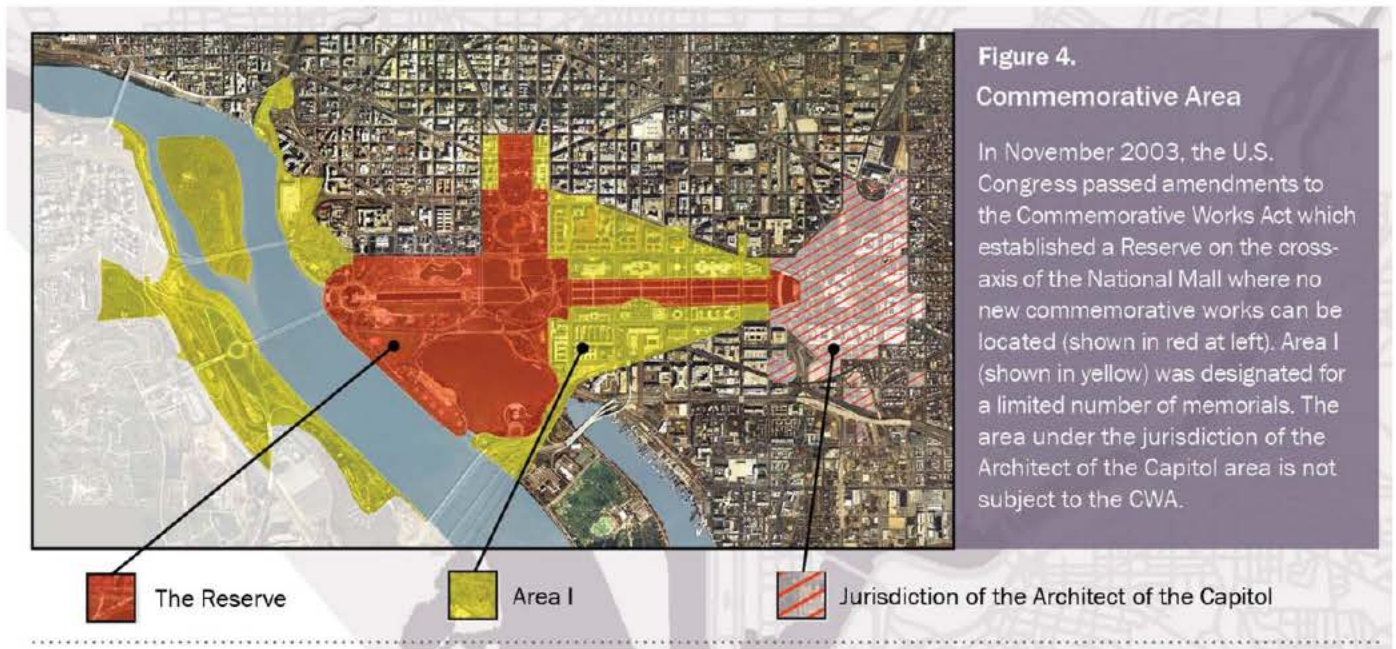 Figure 4.
Commemorative Area
In November 2003, the U.S.
Congress passed amendments to
the Commemorative Works Act which
established a Reserve on the cross-
axis of the National Mall where no
new commemorative works can be
located (shown in red at left). Area I
(shown in yellow) was designated for
a limited number of memorials. The
area under the jurisdiction of the
Architect of the Capitol area is not
subject to the CWA.
The Reserve
Area I
Jurisdiction of the Architect of the Capitol